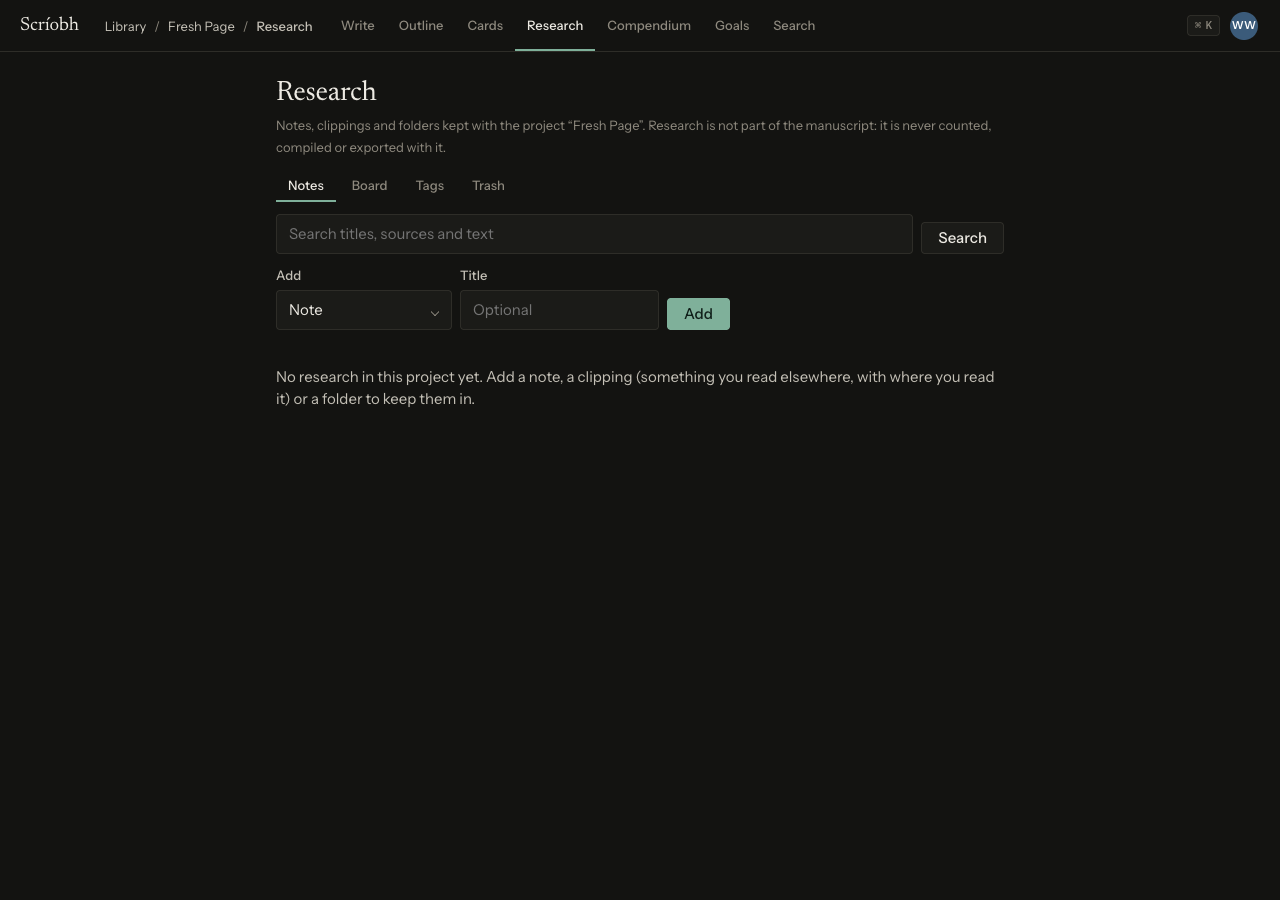 Scríobh
Library / Fresh Page / Research
Write
Outline
Cards
Research
Compendium
Goals
Search
⌘ K
WW
Research
Notes, clippings and folders kept with the project “Fresh Page”. Research is not part of the manuscript: it is never counted,
compiled or exported with it.
Notes
Board
Tags
Trash
Search titles, sources and text
Search
Add
Title
Note
Optional
Add
No research in this project yet. Add a note, a clipping (something you read elsewhere, with where you read
it) or a folder to keep them in.